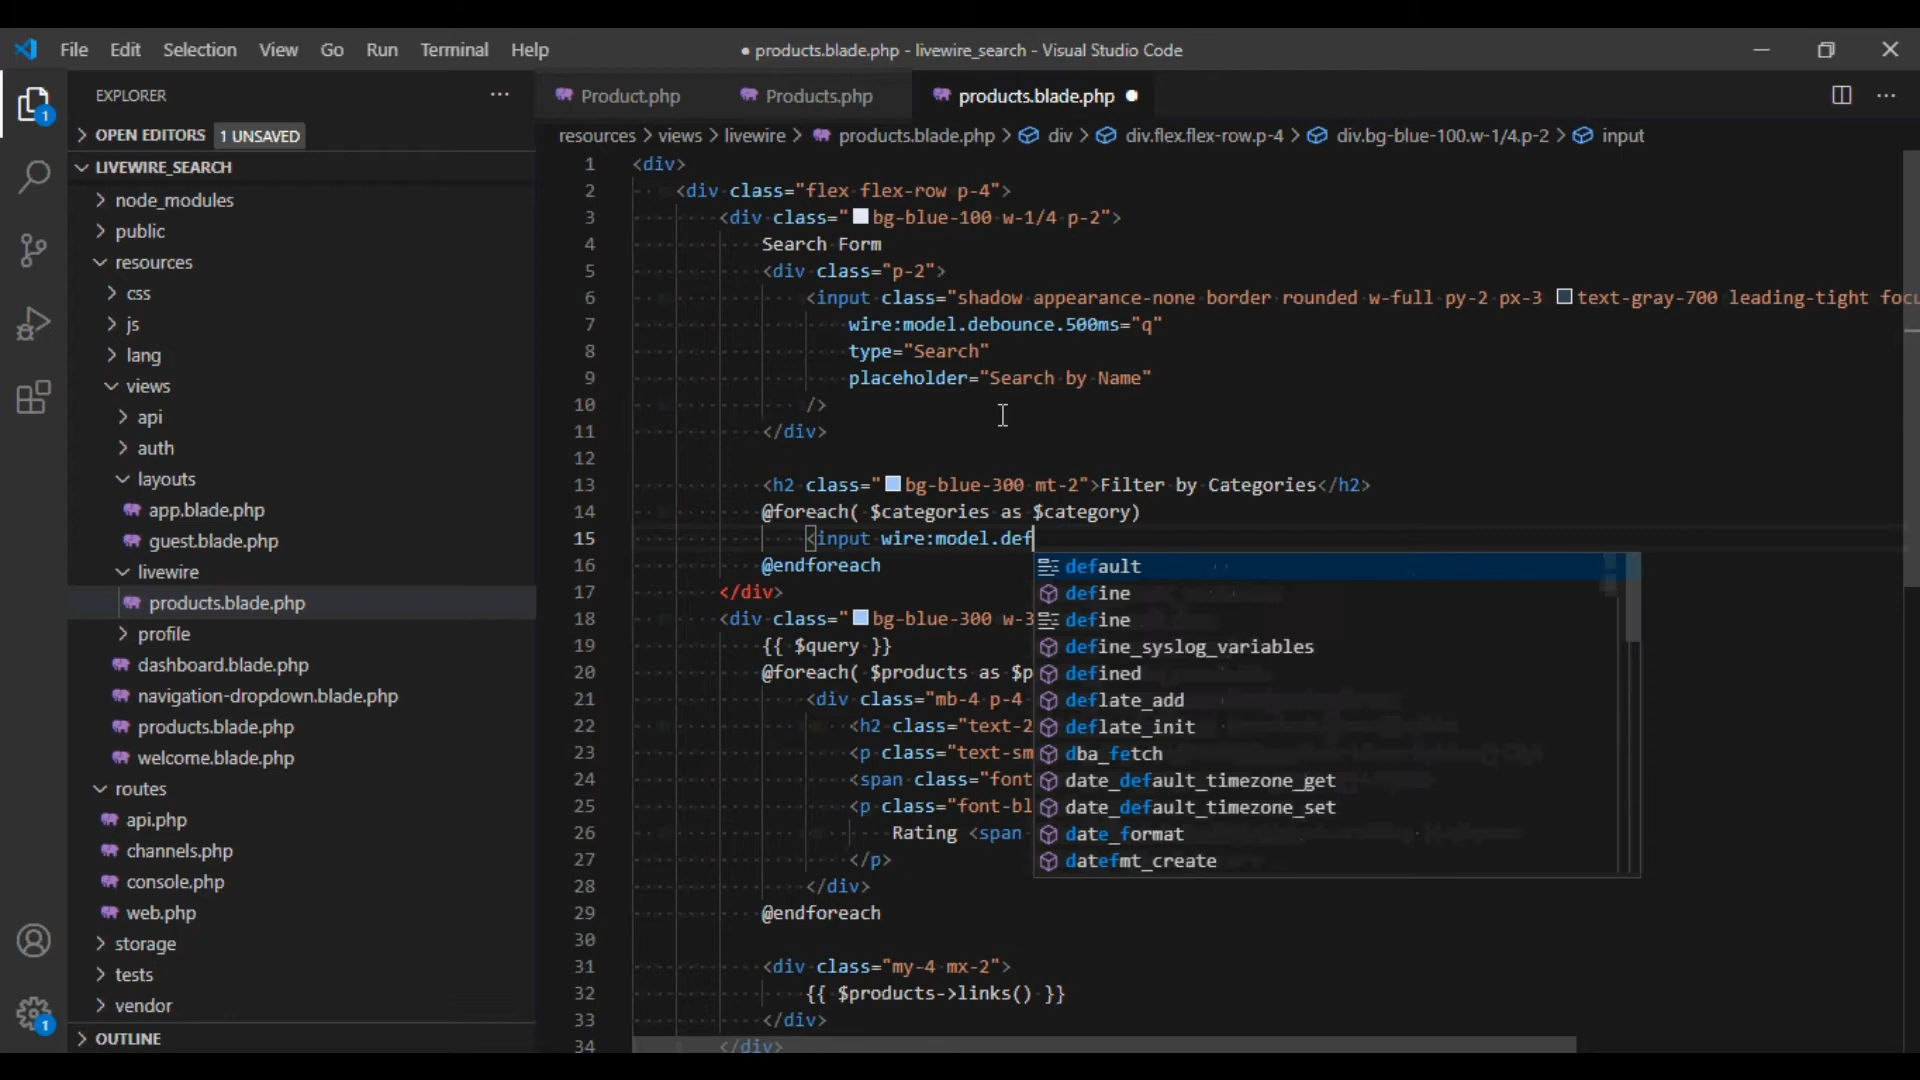 File Edit Selection View Go Run Terminal Help
● products.blade.php - livewire_search - Visual Studio Code
EXPLORER
Product.php
Products.php
products.blade.php
OPEN EDITORS 1 UNSAVED
resources > views > livewire > products.blade.php > div > div.flex.flex-row.p-4 > div.bg-blue-100.w-1/4.p-2 > input
LIVEWIRE_SEARCH
node_modules
public
resources
css
js
lang
views
api
auth
layouts
app.blade.php
guest.blade.php
livewire
products.blade.php
profile
dashboard.blade.php
navigation-dropdown.blade.php
products.blade.php
welcome.blade.php
routes
api.php
channels.php
console.php
web.php
storage
tests
vendor
OUTLINE
1
1
1 <div>
2 <div class="flex flex-row p-4">
3 <div class="bg-blue-100 w-1/4 p-2">
4 Search Form
5 <div class="p-2">
6 <input class="shadow appearance-none border rounded w-full py-2 px-3 text-gray-700 leading-tight focu
7 wire:model.debounce.500ms="q"
8 type="Search"
9 placeholder="Search by Name"
10 />
11 </div>
12
13 <h2 class="bg-blue-300 mt-2">Filter by Categories</h2>
14 @foreach( $categories as $category)
15 <input wire:model.def
16 @endforeach
17 </div>
18 <div class="bg-blue-300 w-3
19 {{ $query }}
20 @foreach( $products as $p
21 <div class="mb-4 p-4
22 <h2 class="text-2
23 <p class="text-sm
24 <span class="font
25 <p class="font-bl
26 Rating <span
27 </p>
28 </div>
29 @endforeach
30
31 <div class="my-4 mx-2">
32 {{ $products->links() }}
33 </div>
34 </div>
default
define
define
define_syslog_variables
defined
deflate_add
deflate_init
dba_fetch
date_default_timezone_get
date_default_timezone_set
date_format
datefmt_create